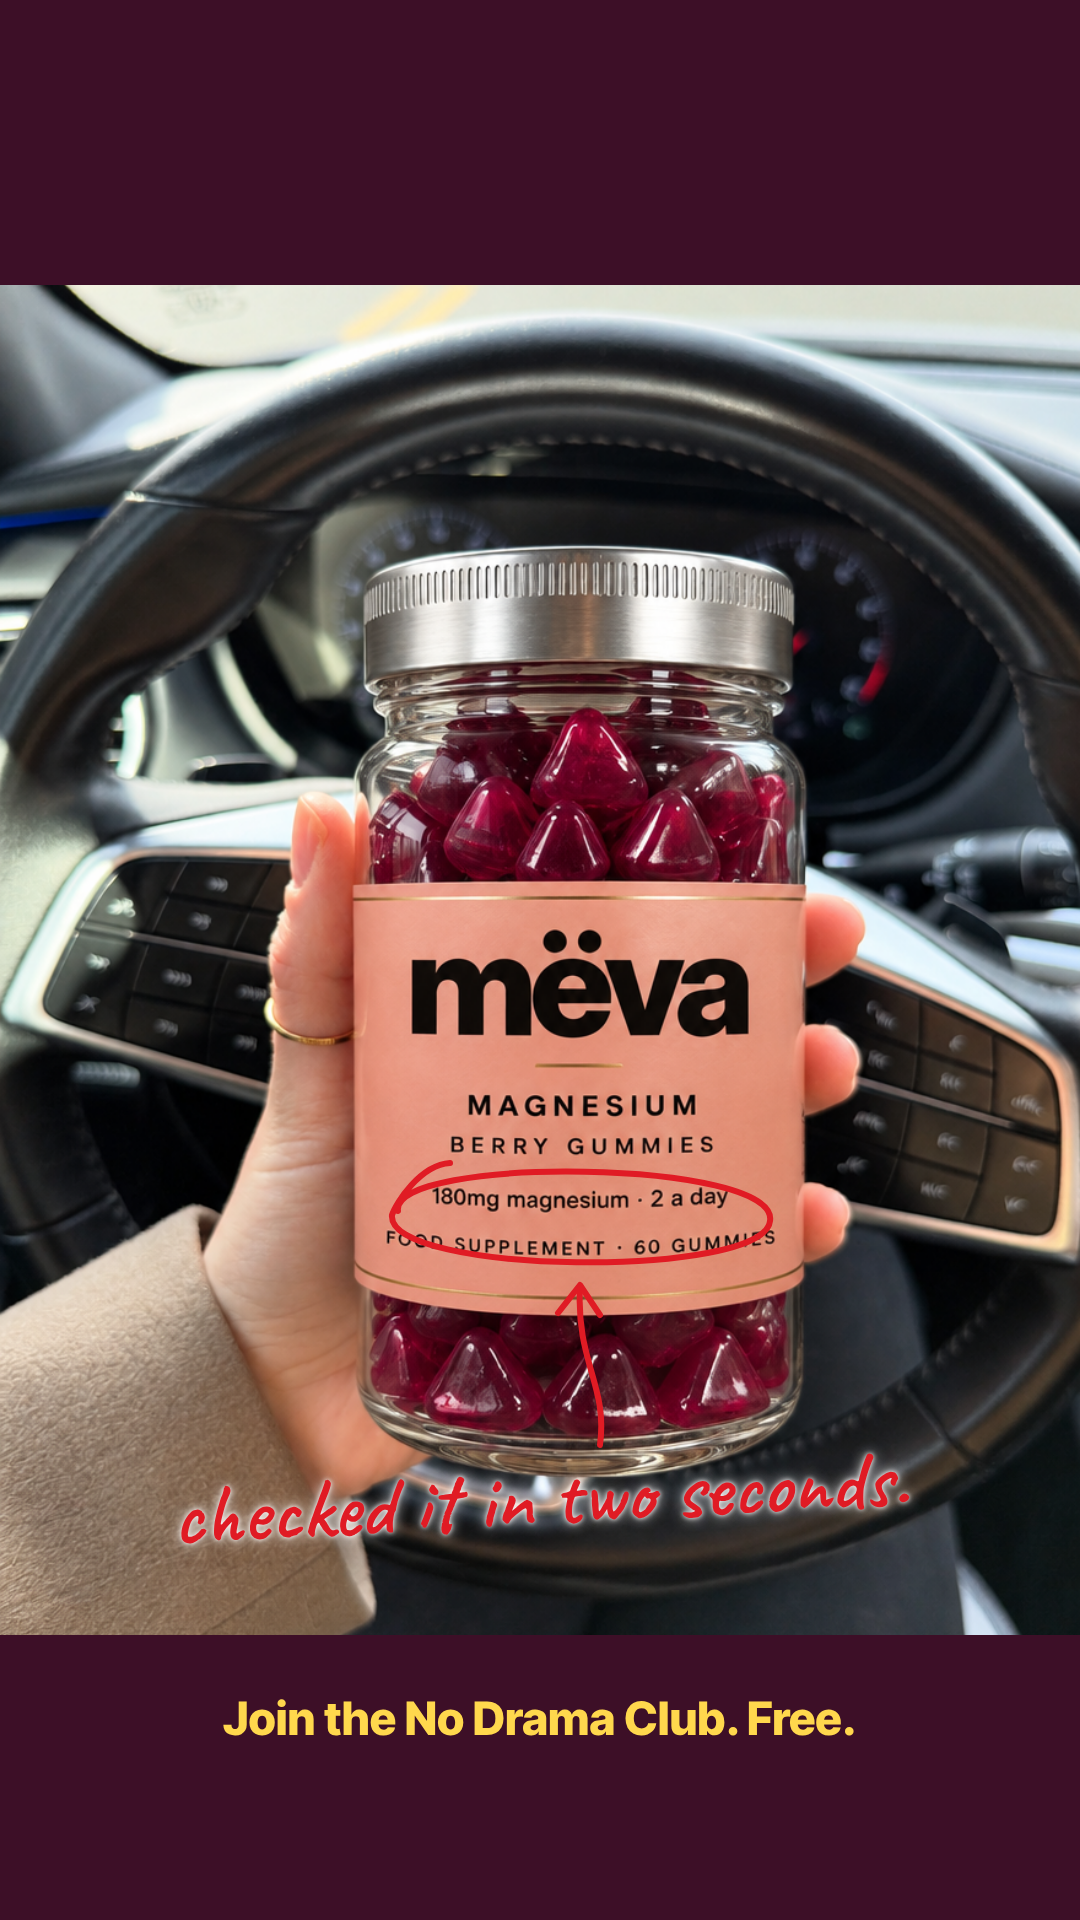 mëva
MAGNESIUM
BERRY GUMMIES
180mg magnesium · 2 a day
FOOD SUPPLEMENT · 60 GUMMIES
checked it in two seconds.
Join the No Drama Club. Free.